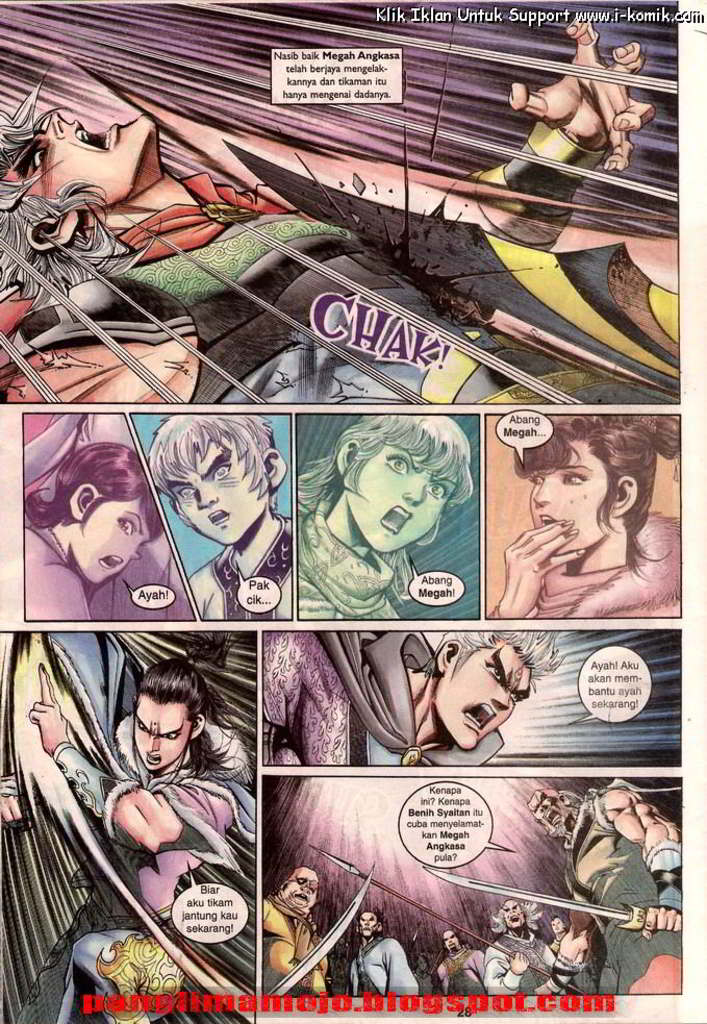 Klik Iklan Untuk Support www.i-komik.com
Nasib baik Megah Angkasa
telah berjaya mengelak-
kannya dan tikaman itu
hanya mengenai dadanya.
CHAK!
Ayah!
Pak
cik...
Abang
Megah!
Abang
Megah...
Biar
aku tikam
jantung kau
sekarang!
Ayah! Aku
akan mem-
bantu ayah
sekarang!
Kenapa
ini? Kenapa
Benih Syaitan itu
cuba menyelamat-
kan Megah
Angkasa
pula?
panglimamejo.blogspot.com
28